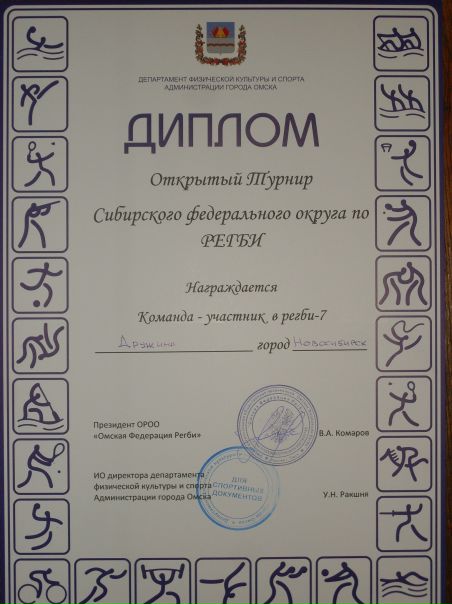 ДЕПАРТАМЕНТ ФИЗИЧЕСКОЙ КУЛЬТУРЫ И СПОРТА
АДМИНИСТРАЦИИ ГОРОДА ОМСКА
ДИПЛОМ
Открытый Турнир
Сибирского федерального округа по
РЕГБИ
Награждается
Команда - участник в регби-7
Дружина город Новосибирск
Президент ОРОО
«Омская Федерация Регби»
В.А. Комаров
ИО директора департамента
физической культуры и спорта
Администрации города Омска
У.Н. Ракшня
ДЛЯ
СПОРТИВНЫХ
ДОКУМЕНТОВ